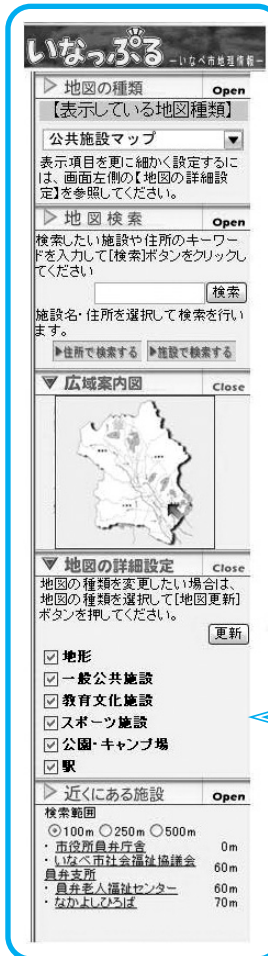 いなっぷる －いなべ市地理情報－
▷ 地図の種類 Open
【表示している地図種類】
公共施設マップ
表示項目を更に細かく設定するに
は、画面左側の【地図の詳細設
定】を参照してください。
▷ 地図検索 Open
検索したい施設や住所のキーワー
ドを入力して[検索]ボタンをクリックし
てください
検索
施設名・住所を選択して検索を行い
ます。
▶住所で検索する ▶施設で検索する
▼ 広域案内図 Close
▼ 地図の詳細設定 Close
地図の種類を変更したい場合は、
地図の種類を選択して[地図更新]
ボタンを押してください。
更新
地形
一般公共施設
教育文化施設
スポーツ施設
公園・キャンプ場
駅
▷ 近くにある施設 Open
検索範囲
100m 250m 500m
・市役所員弁庁舎 0m
・いなべ市社会福祉協議会
員弁支所 60m
・員弁老人福祉センター 60m
・なかよしひろば 70m